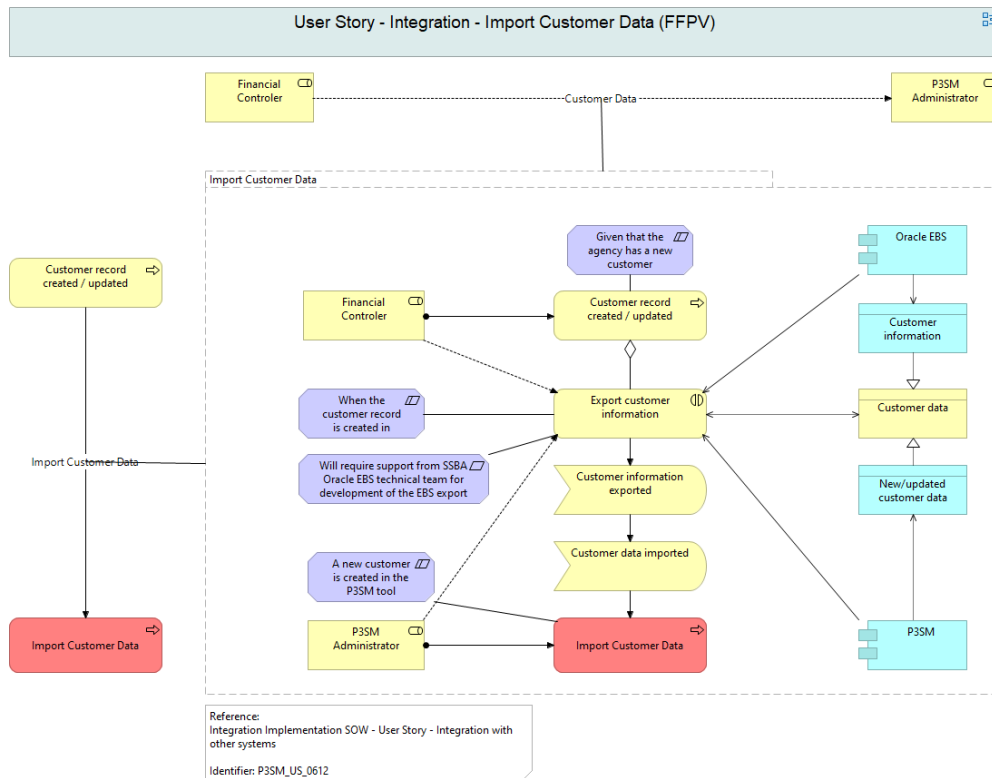 User Story - Integration - Import Customer Data (FFPV)
Financial
Controler
Customer Data
P3SM
Administrator
Import Customer Data
Given that the
agency has a new
customer
Oracle EBS
Customer record
created / updated
Financial
Controler
Customer record
created / updated
Customer
information
When the
customer record
is created in
Export customer
information
Customer data
Import Customer Data
Will require support from SSBA
Oracle EBS technical team for
development of the EBS export
Customer information
exported
New/updated
customer data
A new customer
is created in the
P3SM tool
Customer data imported
Import Customer Data
P3SM
Administrator
Import Customer Data
P3SM
Reference:
Integration Implementation SOW - User Story - Integration with
other systems
Identifier: P3SM_US_0612